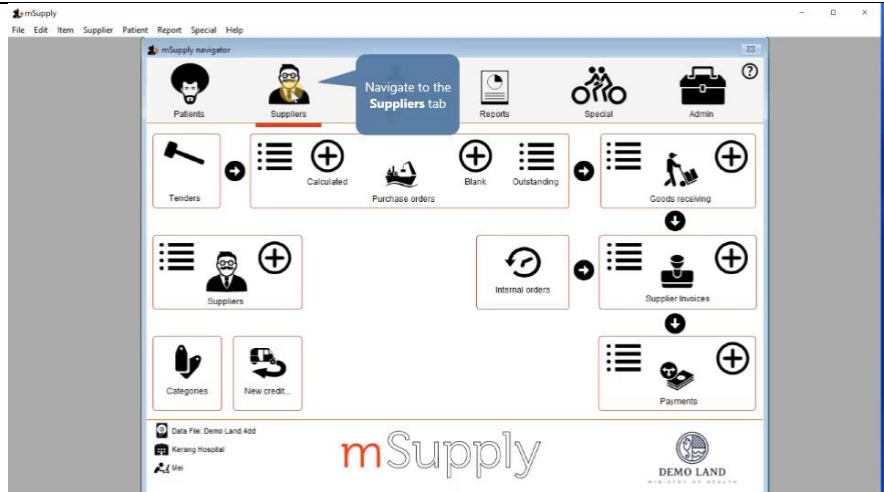 mSupply
File Edit Item Supplier Patient Report Special Help
mSupply navigator
Patients
Suppliers
Navigate to the
Suppliers tab
Reports
Special
Admin
?
Tenders
Calculated
Purchase orders
Blank
Outstanding
Goods receiving
Suppliers
Internal orders
Supplier Invoices
Categories
New credit...
Payments
Data File: Demo Land.4dd
Kerang Hospital
Mei
mSupply
DEMO LAND
MINISTRY OF HEALTH